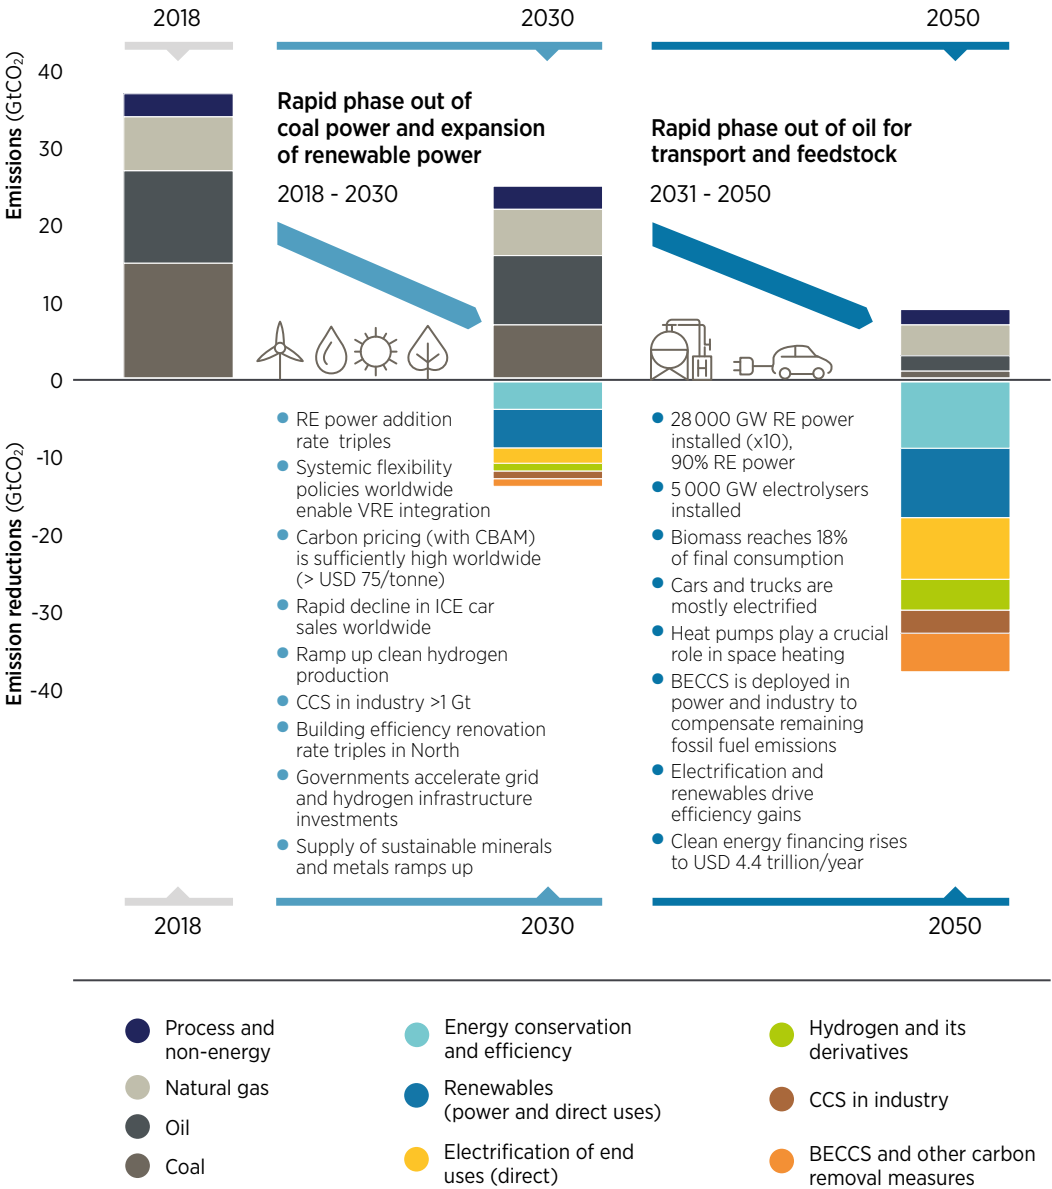 2018
2030
2050
Emissions (GtCO₂)
40
30
20
10
0
Rapid phase out of
coal power and expansion
of renewable power
2018 - 2030
Rapid phase out of oil for
transport and feedstock
2031 - 2050
Emission reductions (GtCO₂)
-10
-20
-30
-40
RE power addition
rate triples
Systemic flexibility
policies worldwide
enable VRE integration
Carbon pricing (with CBAM)
is sufficiently high worldwide
(> USD 75/tonne)
Rapid decline in ICE car
sales worldwide
Ramp up clean hydrogen
production
CCS in industry >1 Gt
Building efficiency renovation
rate triples in North
Governments accelerate grid
and hydrogen infrastructure
investments
Supply of sustainable minerals
and metals ramps up
H
28 000 GW RE power
installed (x10),
90% RE power
5 000 GW electrolysers
installed
Biomass reaches 18%
of final consumption
Cars and trucks are
mostly electrified
Heat pumps play a crucial
role in space heating
BECCS is deployed in
power and industry to
compensate remaining
fossil fuel emissions
Electrification and
renewables drive
efficiency gains
Clean energy financing rises
to USD 4.4 trillion/year
2018
2030
2050
Process and
non-energy
Natural gas
Oil
Coal
Energy conservation
and efficiency
Renewables
(power and direct uses)
Electrification of end
uses (direct)
Hydrogen and its
derivatives
CCS in industry
BECCS and other carbon
removal measures